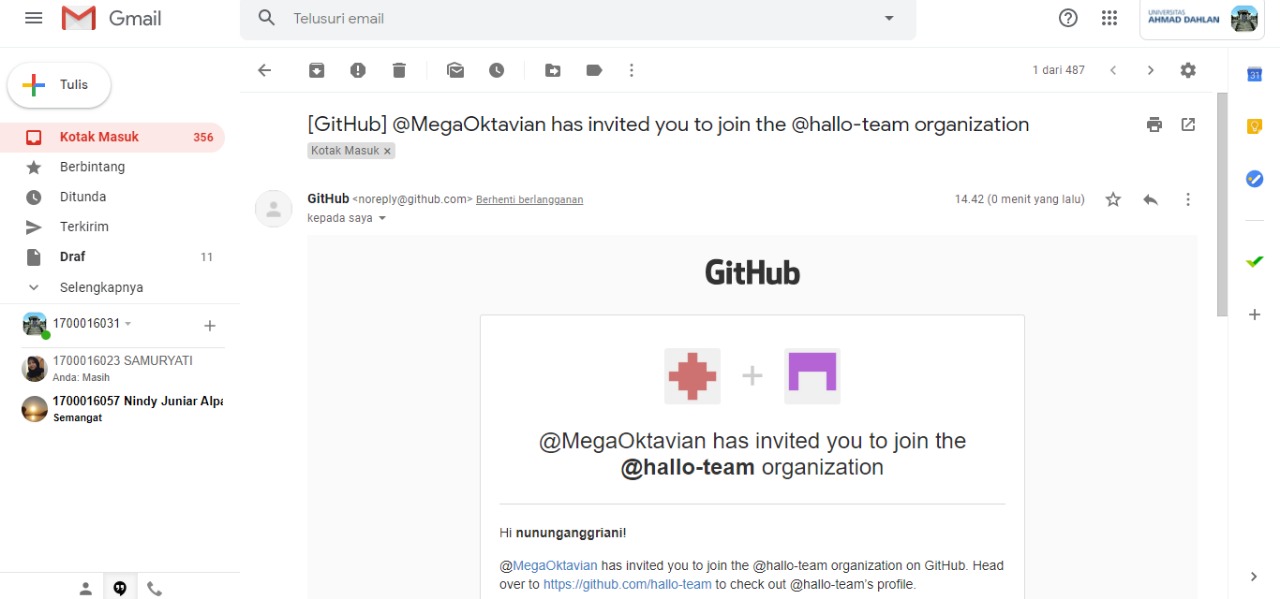 Gmail
Telusuri email
UNIVERSITAS
AHMAD DAHLAN
Tulis
1 dari 487
31
Kotak Masuk 356
Berbintang
Ditunda
Terkirim
Draf 11
Selengkapnya
1700016031
1700016023 SAMURYATI
Anda: Masih
1700016057 Nindy Juniar Alpa
Semangat
[GitHub] @MegaOktavian has invited you to join the @hallo-team organization
Kotak Masuk x
GitHub <noreply@github.com> Berhenti berlangganan
14.42 (0 menit yang lalu)
kepada saya
GitHub
@MegaOktavian has invited you to join the
@hallo-team organization
Hi nununganggriani!
@MegaOktavian has invited you to join the @hallo-team organization on GitHub. Head
over to https://github.com/hallo-team to check out @hallo-team's profile.